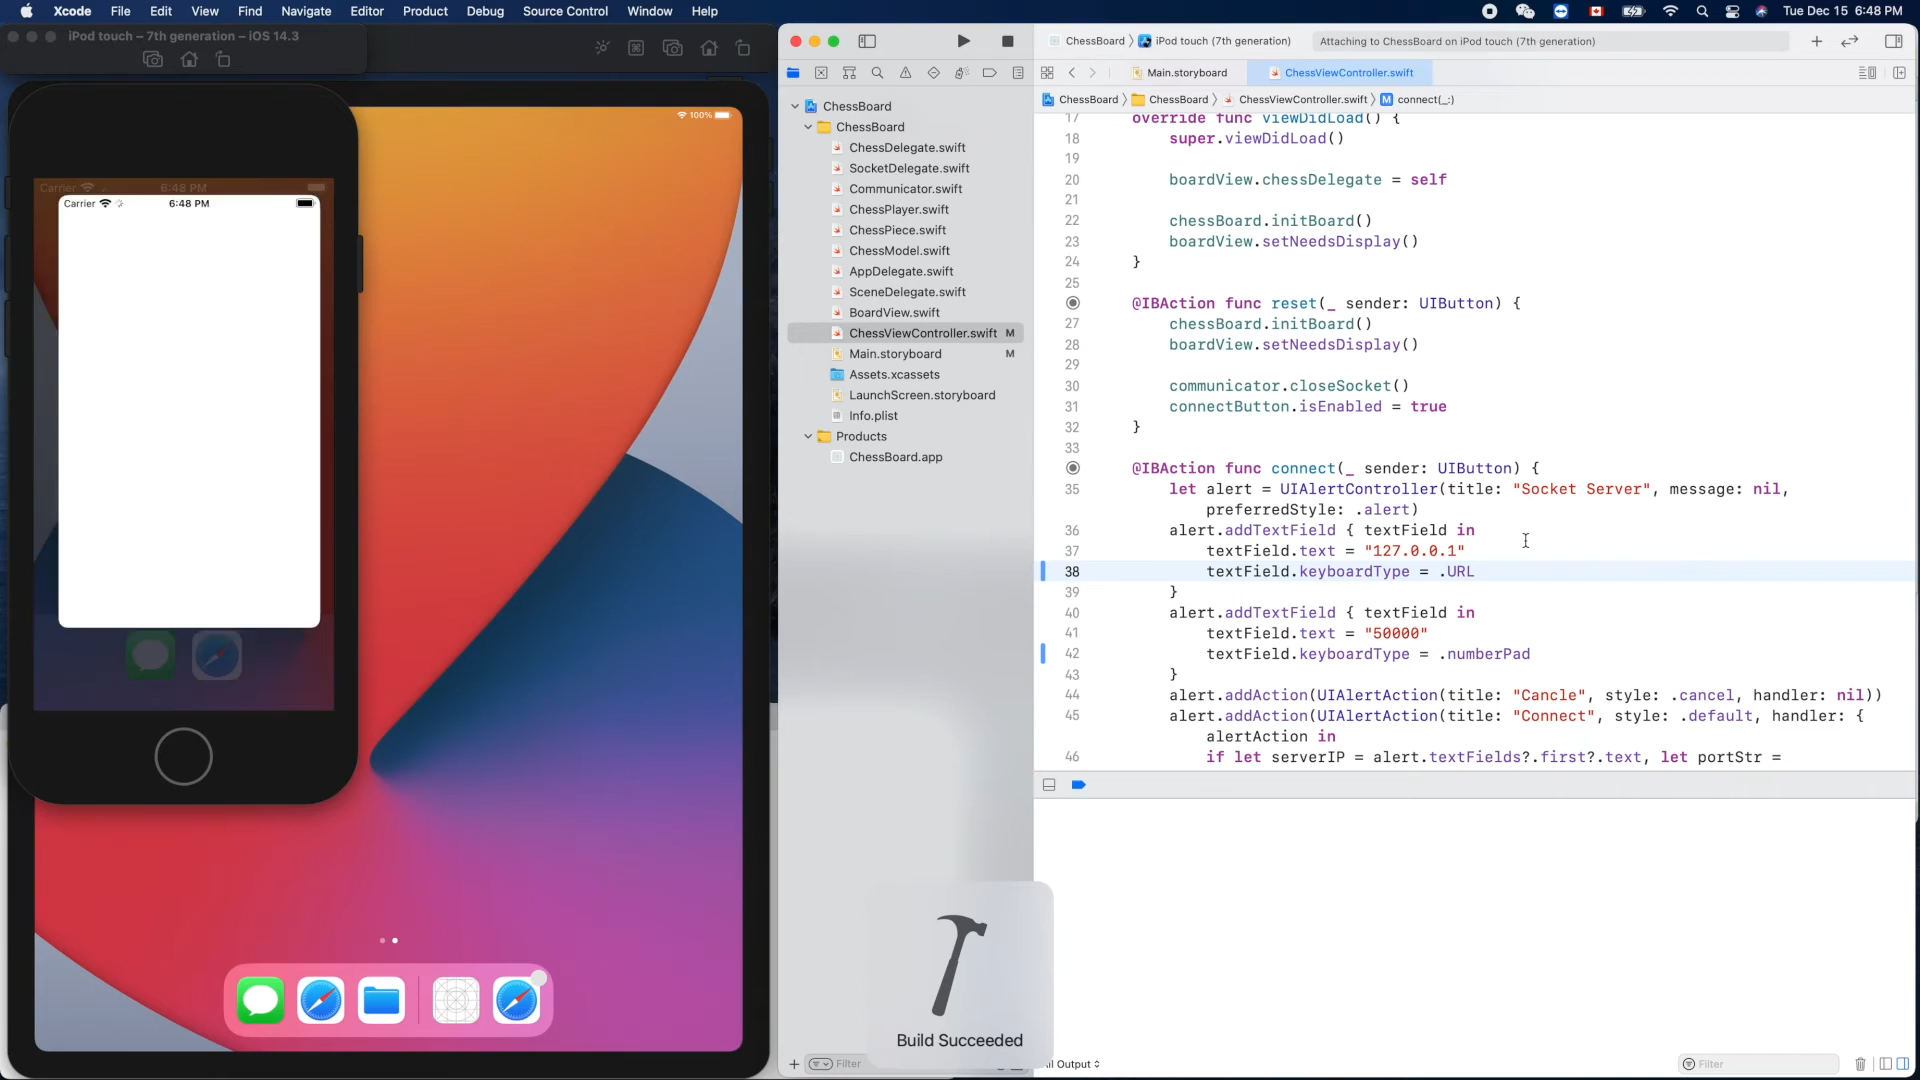 Xcode File Edit View Find Navigate Editor Product Debug Source Control Window Help
Tue Dec 15 6:48 PM
iPod touch – 7th generation – iOS 14.3
100%
Carrier 6:48 PM
Carrier 6:48 PM
ChessBoard iPod touch (7th generation)
Attaching to ChessBoard on iPod touch (7th generation)
Main.storyboard
ChessViewController.swift
ChessBoard ChessBoard ChessViewController.swift M connect(_:)
ChessBoard
ChessBoard
ChessDelegate.swift
SocketDelegate.swift
Communicator.swift
ChessPlayer.swift
ChessPiece.swift
ChessModel.swift
AppDelegate.swift
SceneDelegate.swift
BoardView.swift
ChessViewController.swift M
Main.storyboard M
Assets.xcassets
LaunchScreen.storyboard
Info.plist
Products
ChessBoard.app
Filter
17 override func viewDidLoad() {
18 super.viewDidLoad()
19
20 boardView.chessDelegate = self
21
22 chessBoard.initBoard()
23 boardView.setNeedsDisplay()
24 }
25
@IBAction func reset(_ sender: UIButton) {
27 chessBoard.initBoard()
28 boardView.setNeedsDisplay()
29
30 communicator.closeSocket()
31 connectButton.isEnabled = true
32 }
33
@IBAction func connect(_ sender: UIButton) {
35 let alert = UIAlertController(title: "Socket Server", message: nil,
preferredStyle: .alert)
36 alert.addTextField { textField in
37 textField.text = "127.0.0.1"
38 textField.keyboardType = .URL
39 }
40 alert.addTextField { textField in
41 textField.text = "50000"
42 textField.keyboardType = .numberPad
43 }
44 alert.addAction(UIAlertAction(title: "Cancle", style: .cancel, handler: nil))
45 alert.addAction(UIAlertAction(title: "Connect", style: .default, handler: {
alertAction in
46 if let serverIP = alert.textFields?.first?.text, let portStr =
Build Succeeded
Output
Filter